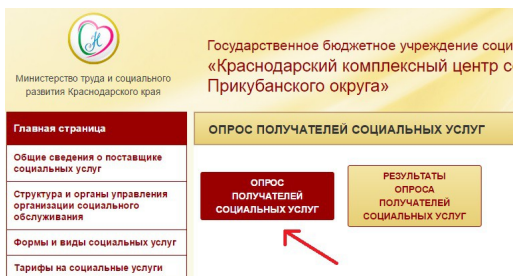 Министерство труда и социального
развития Краснодарского края
Государственное бюджетное учреждение
«Краснодарский комплексный центр
Прикубанского округа»
Главная страница
Общие сведения о поставщике
социальных услуг
Структура и органы управления
организации социального
обслуживания
Формы и виды социальных услуг
Тарифы на социальные услуги
ОПРОС ПОЛУЧАТЕЛЕЙ СОЦИАЛЬНЫХ УСЛУГ
ОПРОС
ПОЛУЧАТЕЛЕЙ
СОЦИАЛЬНЫХ УСЛУГ
РЕЗУЛЬТАТЫ
ОПРОСА
ПОЛУЧАТЕЛЕЙ
СОЦИАЛЬНЫХ УСЛУГ